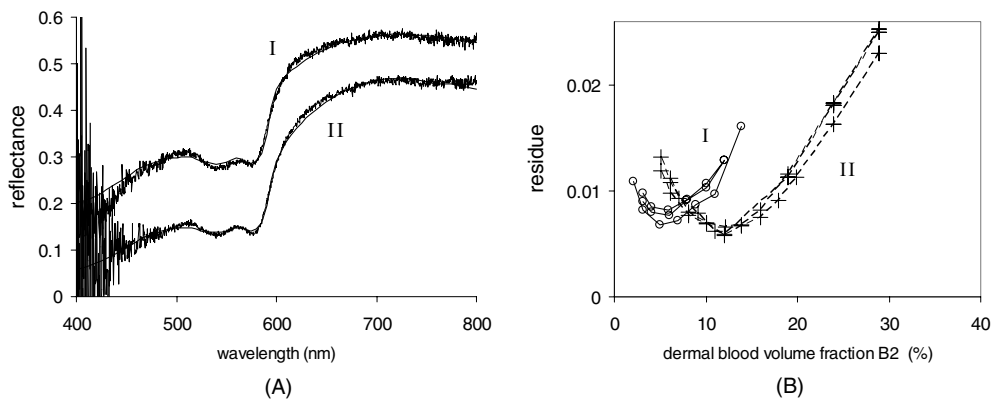 0.6
0.5
0.4
0.3
0.2
0.1
0
400 500 600 700 800
reflectance
wavelength (nm)
I
II
(A)
0.02
0.01
0
0 10 20 30 40
residue
dermal blood volume fraction B2 (%)
I
II
(B)